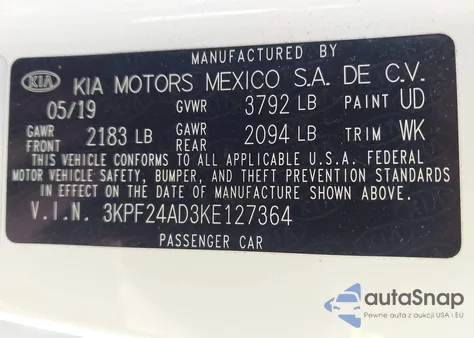 MANUFACTURED BY
KIA KIA MOTORS MEXICO S.A. DE C.V.
05/19 GVWR 3792 LB PAINT UD
GAWR FRONT 2183 LB GAWR REAR 2094 LB TRIM WK
THIS VEHICLE CONFORMS TO ALL APPLICABLE U.S.A. FEDERAL
MOTOR VEHICLE SAFETY, BUMPER, AND THEFT PREVENTION STANDARDS
IN EFFECT ON THE DATE OF MANUFACTURE SHOWN ABOVE.
V.I.N. 3KPF24AD3KE127364
PASSENGER CAR
autoSnap
Pewne auta z aukcji USA i EU